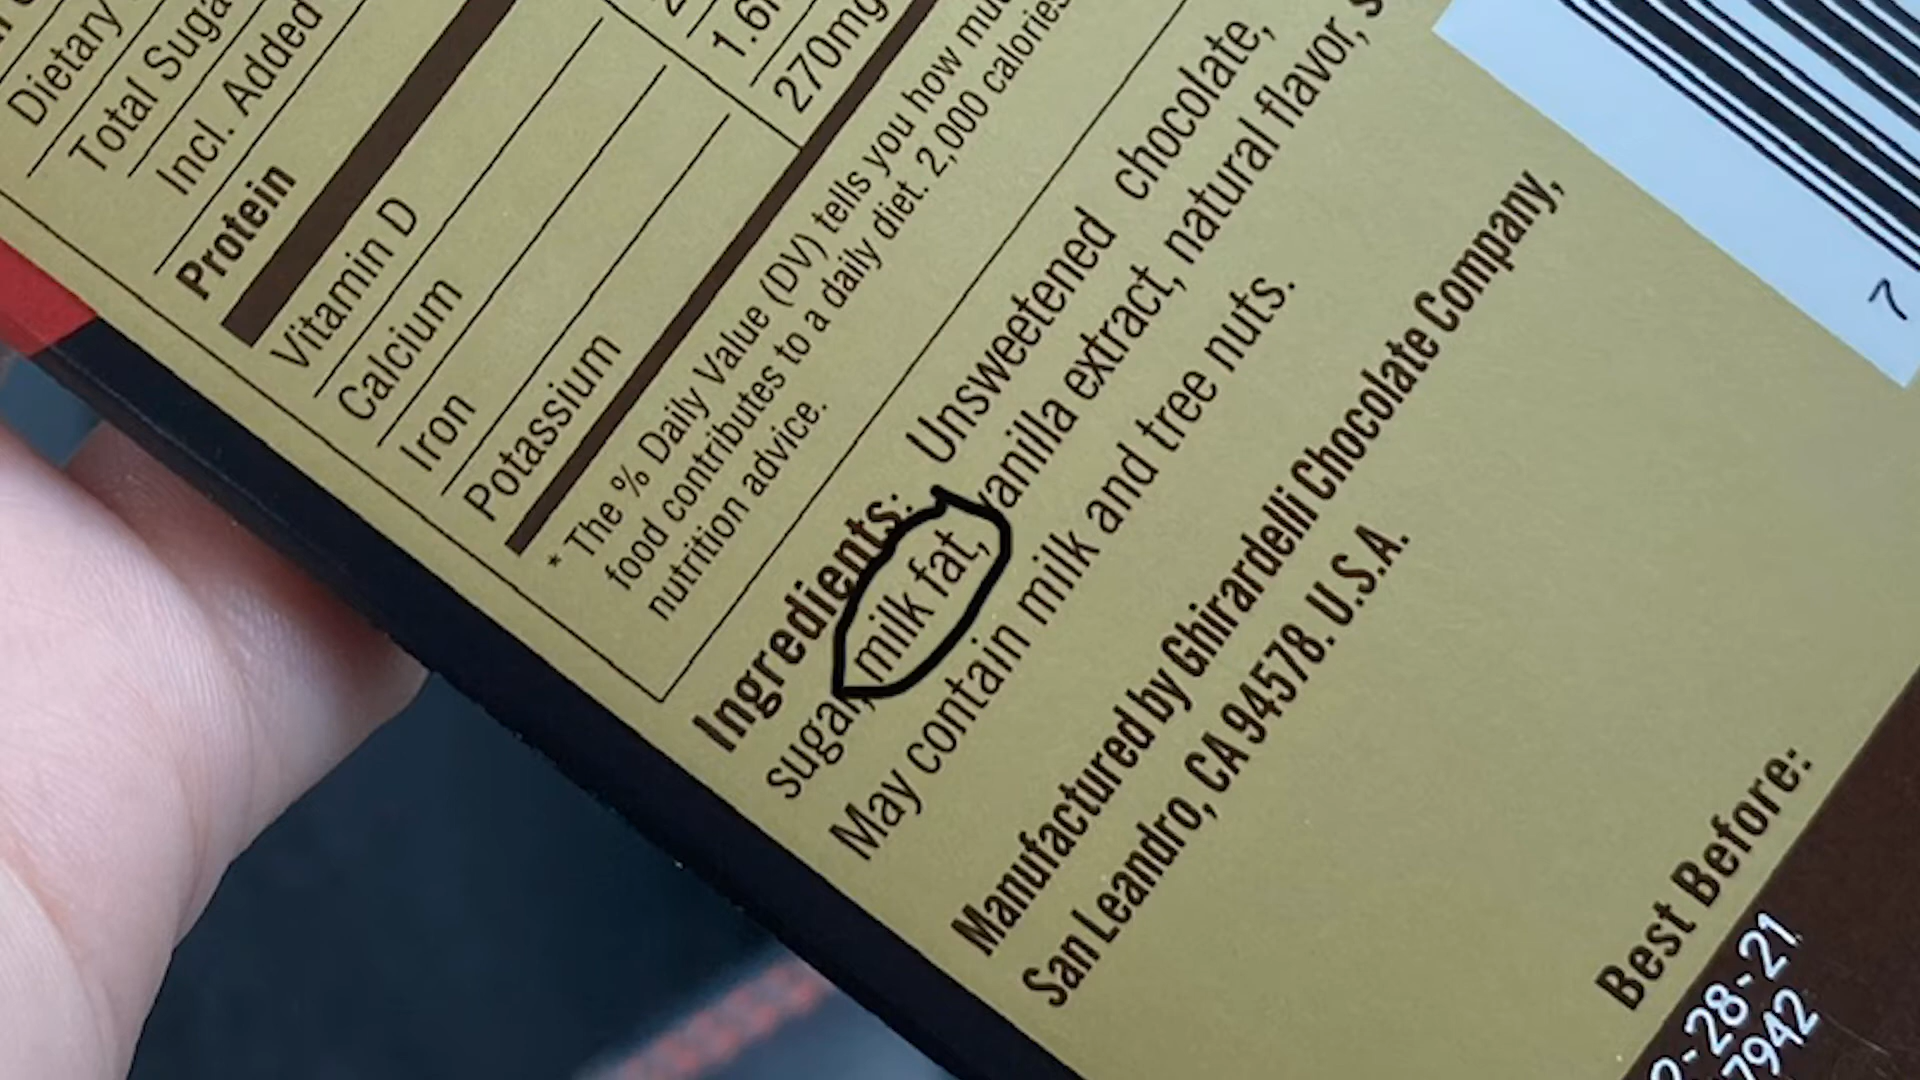 Dietary
Total Suga
Incl. Added
Protein
Vitamin D
Calcium
Iron 1.6
Potassium 270mg
* The % Daily Value (DV) tells you how mu
food contributes to a daily diet. 2,000 calories
nutrition advice.
Ingredients: Unsweetened chocolate,
sugar, milk fat, vanilla extract, natural flavor, s
May contain milk and tree nuts.
Manufactured by Ghirardelli Chocolate Company,
San Leandro, CA 94578. U.S.A.
7
Best Before:
-28-21
7942